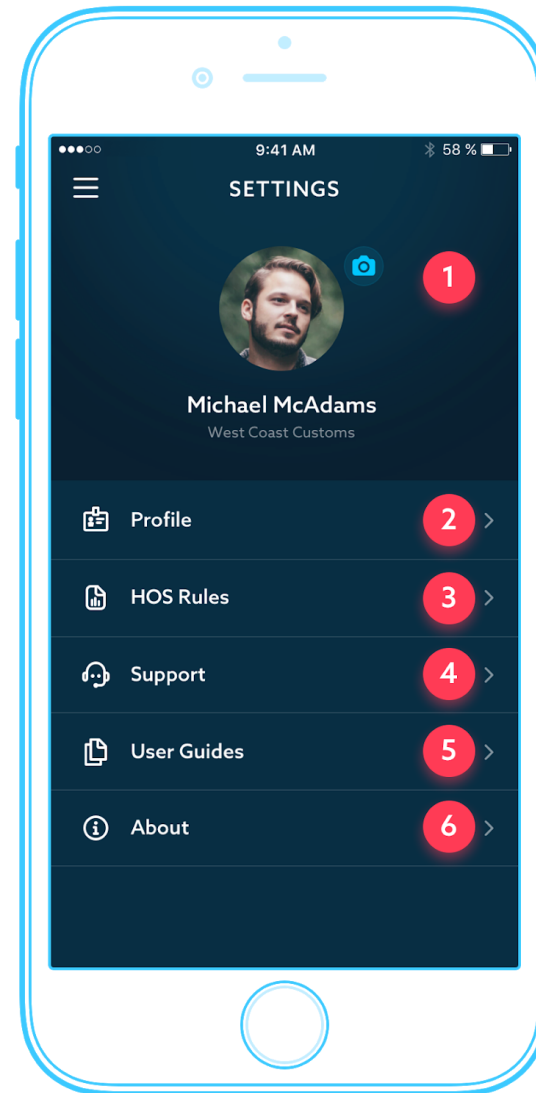 9:41 AM
58 %
SETTINGS
1
Michael McAdams
West Coast Customs
Profile 2
HOS Rules 3
Support 4
User Guides 5
About 6